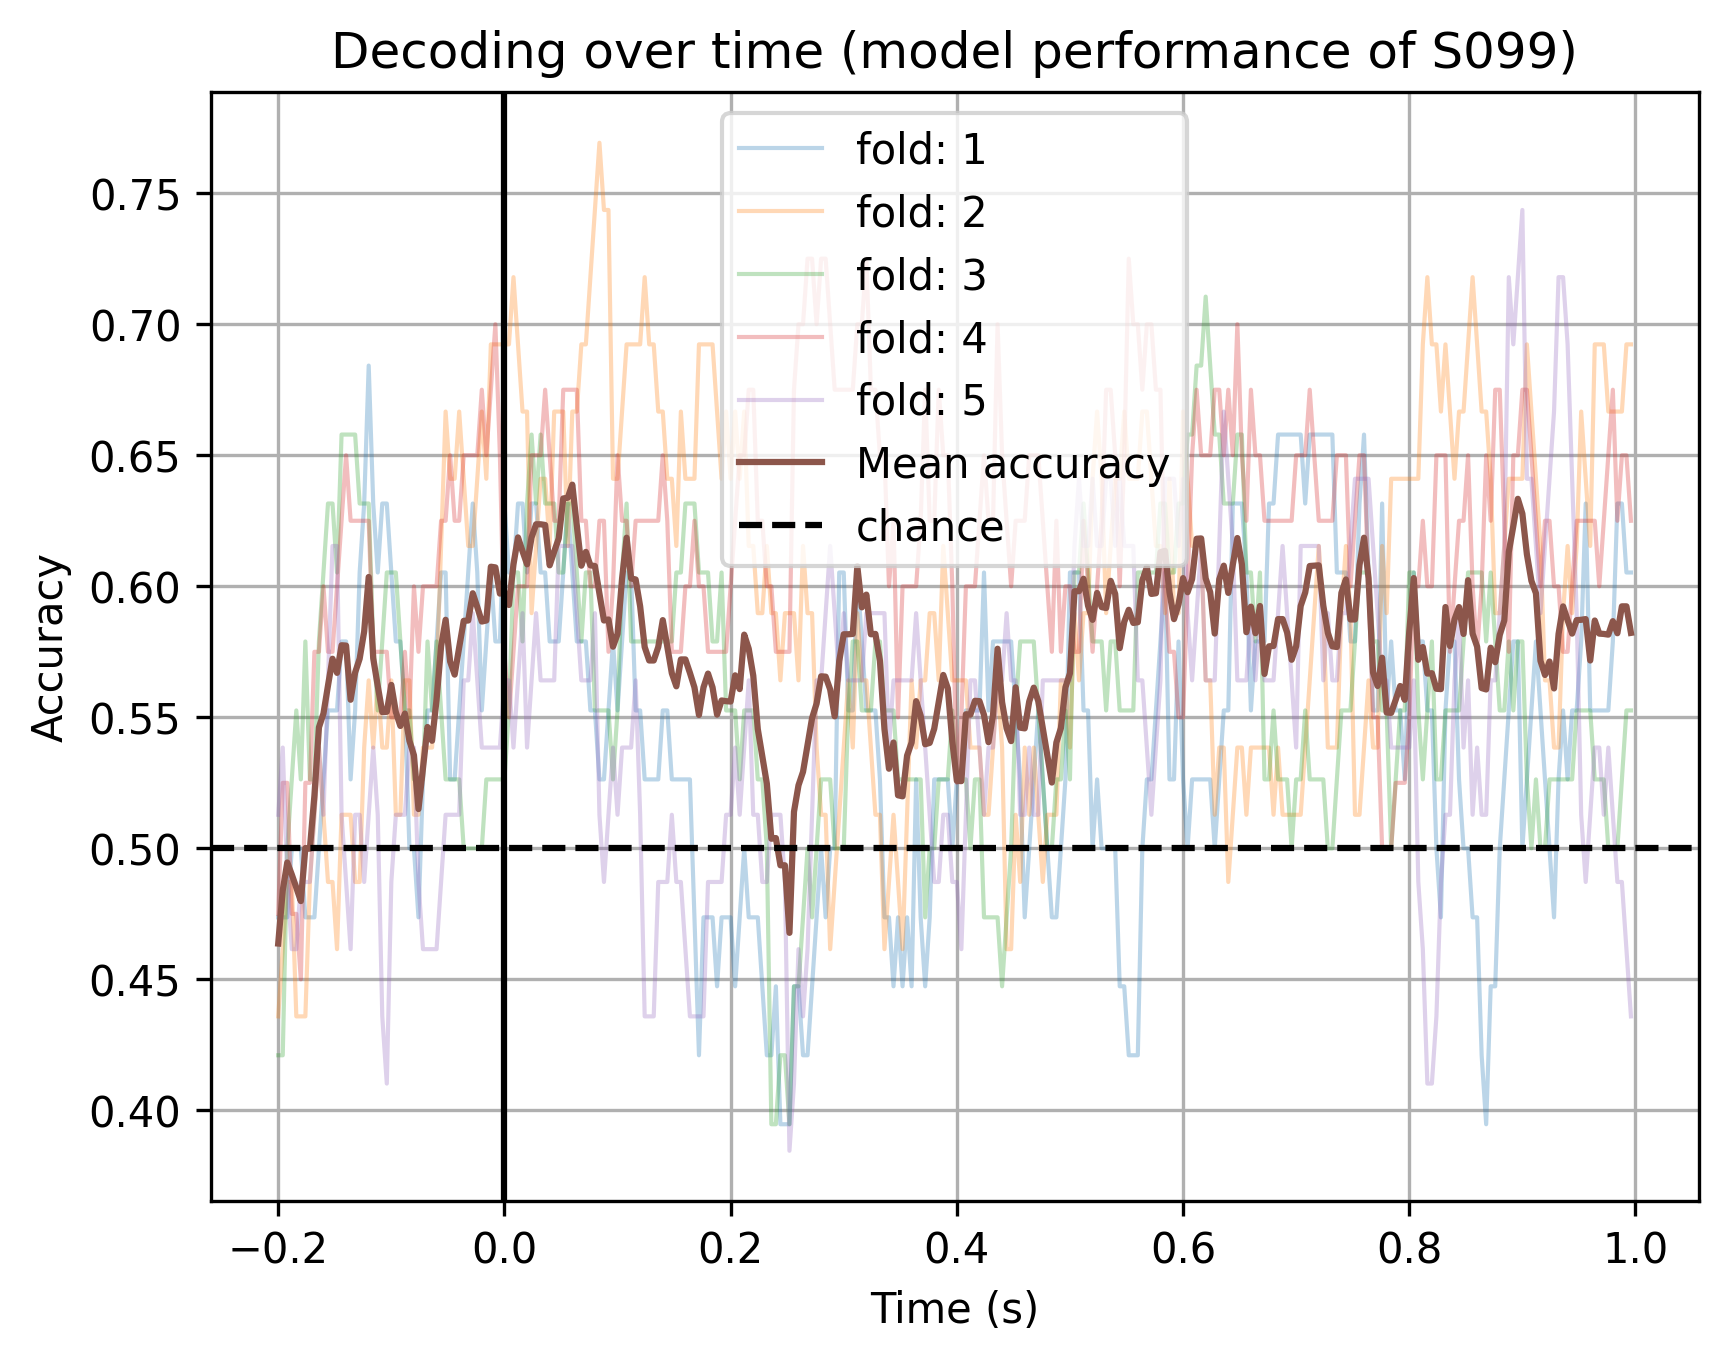 Decoding over time (model performance of S099)
fold: 1
fold: 2
fold: 3
fold: 4
fold: 5
Mean accuracy
chance
Accuracy
0.75
0.70
0.65
0.60
0.55
0.50
0.45
0.40
−0.2 0.0 0.2 0.4 0.6 0.8 1.0
Time (s)